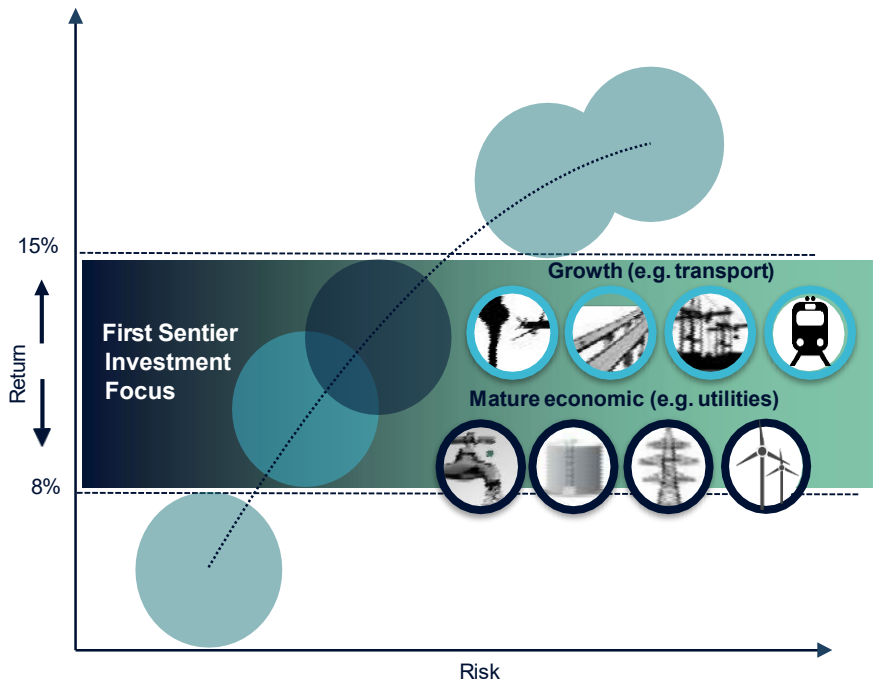 15%
Growth (e.g. transport)
First Sentier
Investment
Focus
Return
Mature economic (e.g. utilities)
8%
Risk